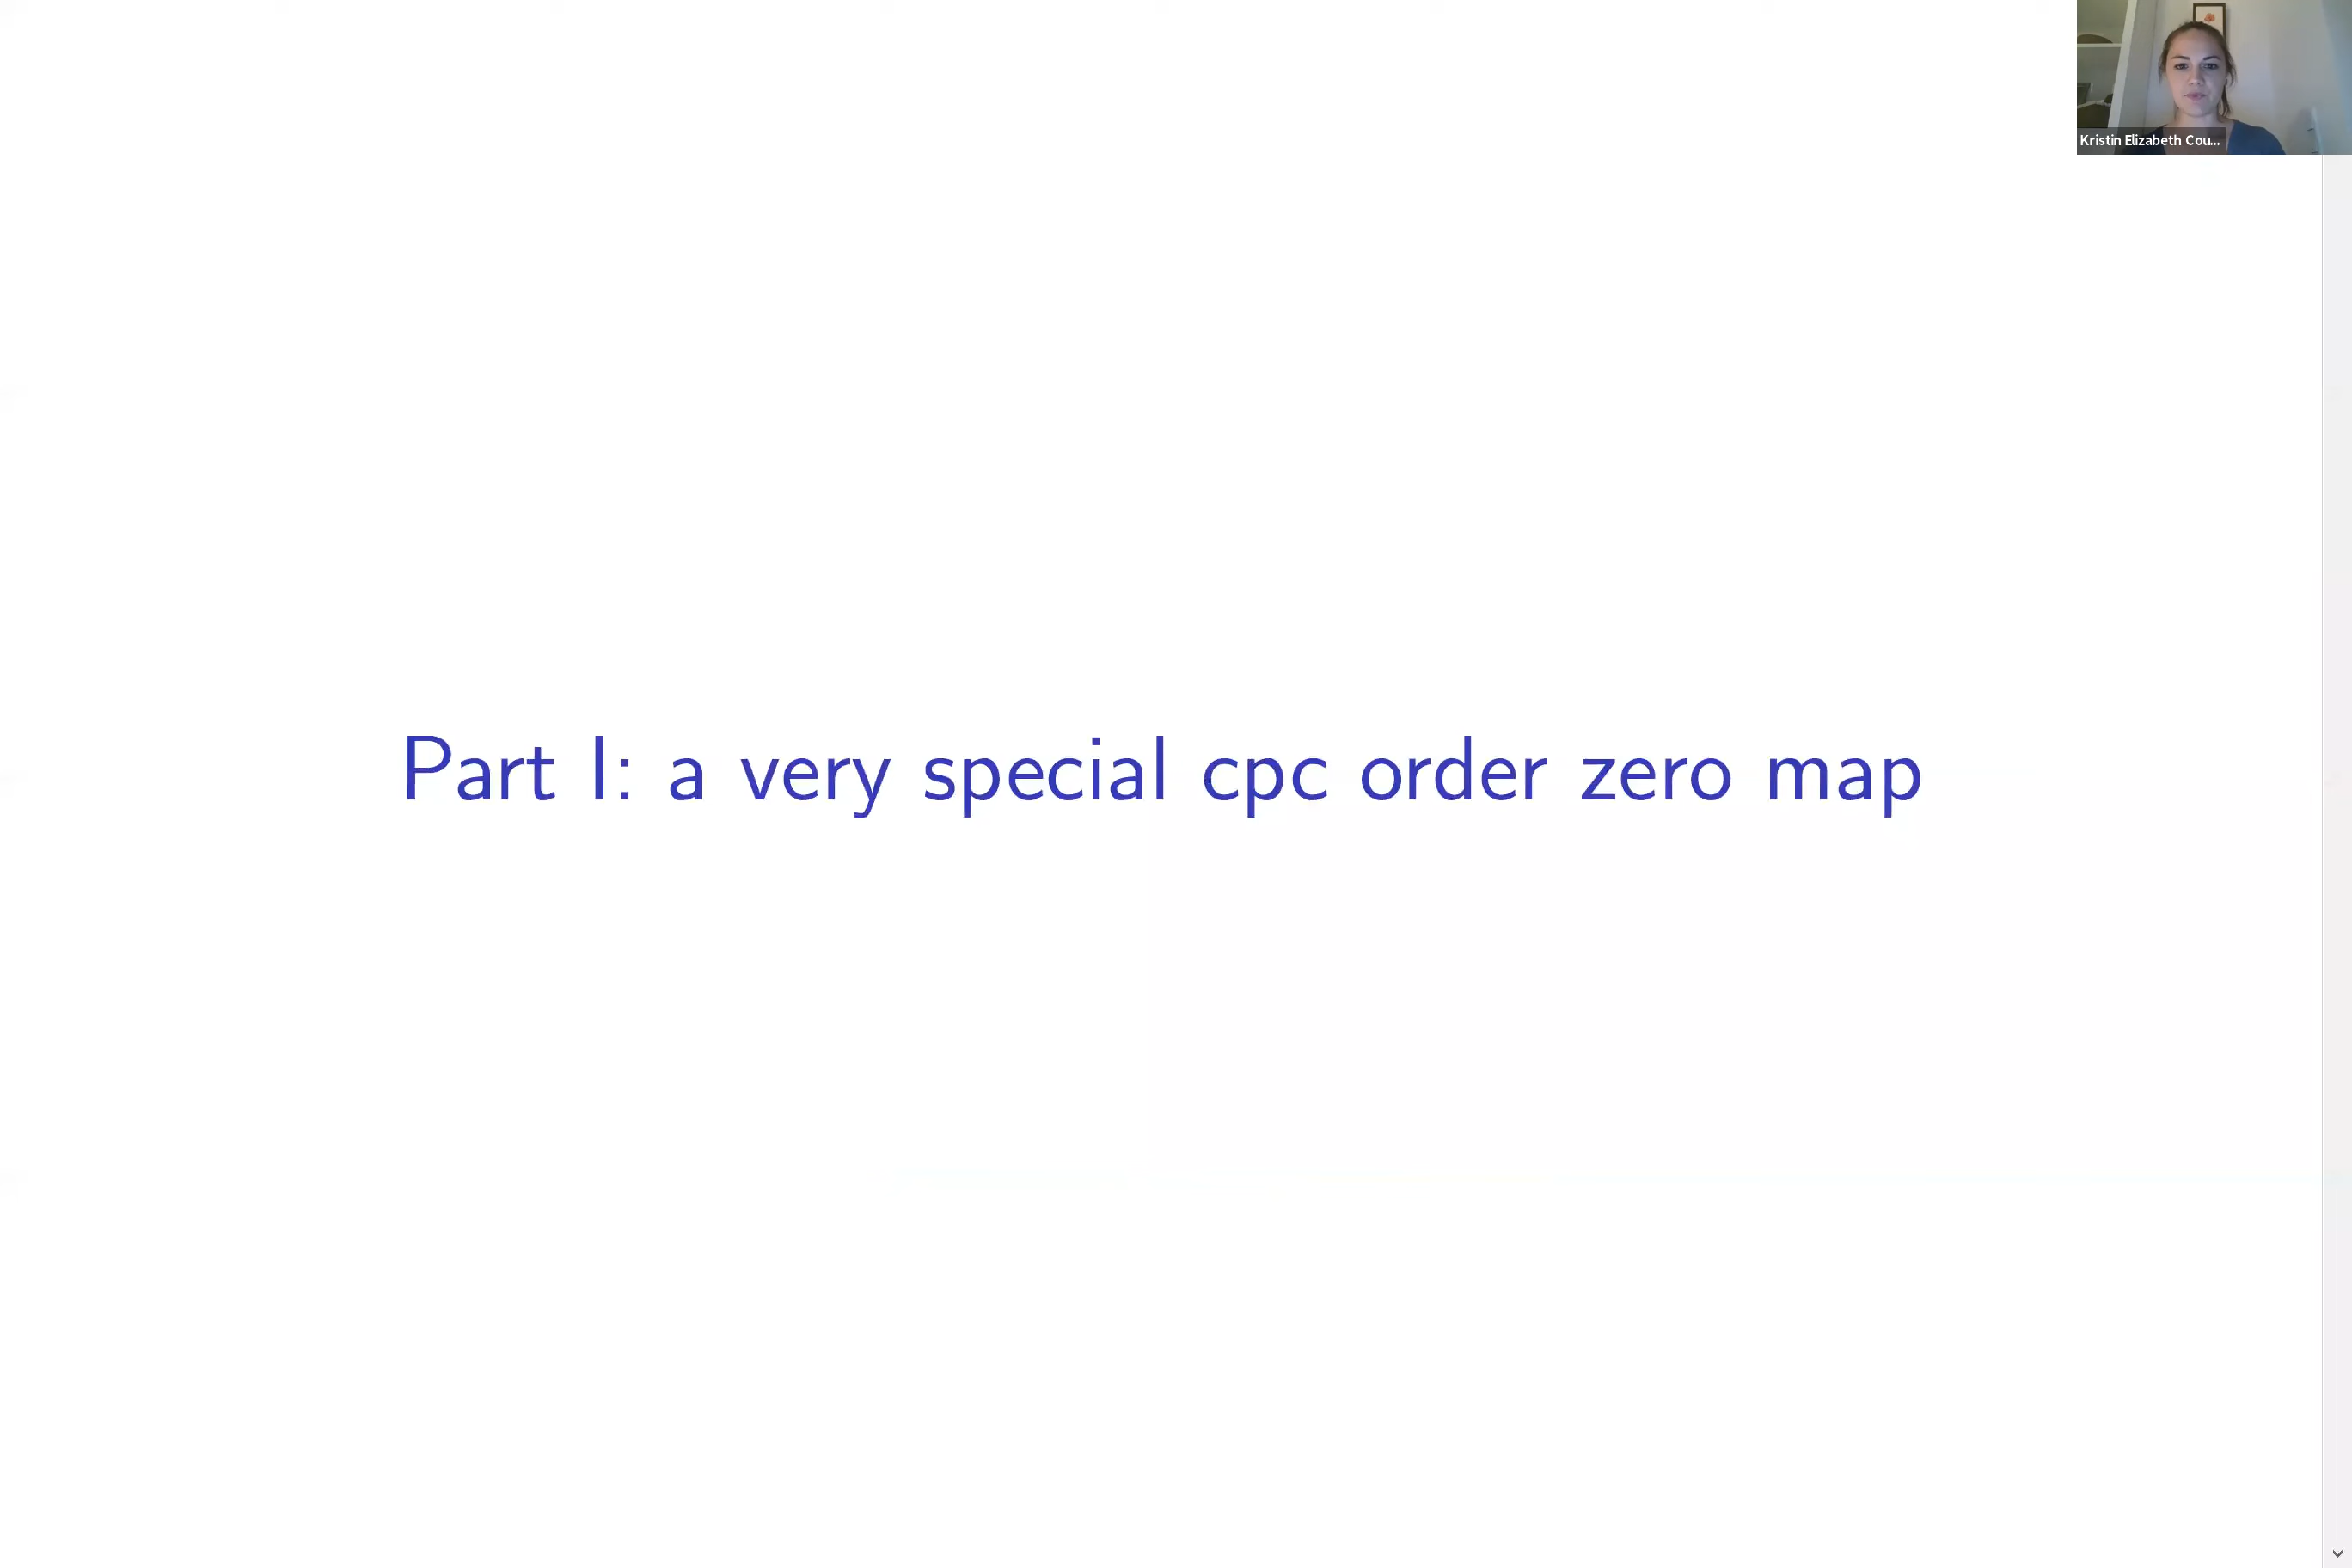 Kristin Elizabeth Cou...
Part I: a very special cpc order zero map